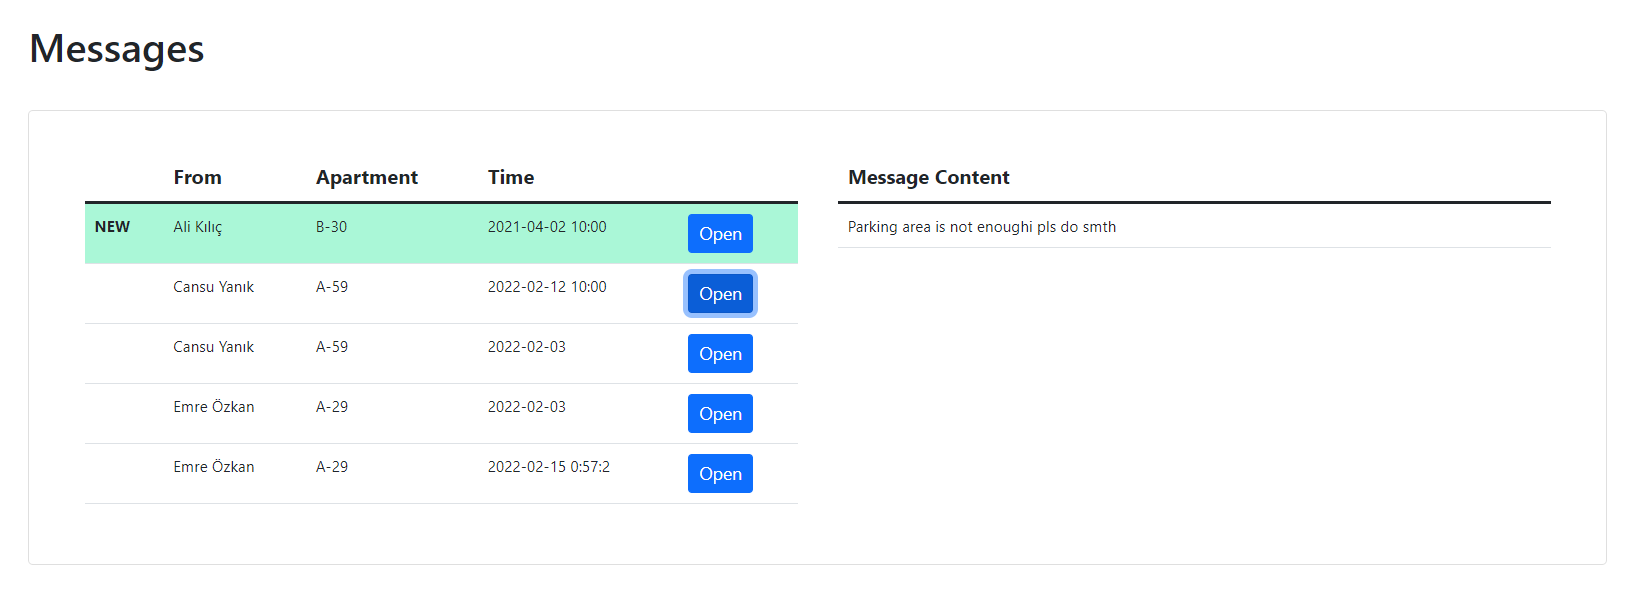 Messages
From Apartment Time
NEW Ali Kılıç B-30 2021-04-02 10:00 Open
Cansu Yanık A-59 2022-02-12 10:00 Open
Cansu Yanık A-59 2022-02-03 Open
Emre Özkan A-29 2022-02-03 Open
Emre Özkan A-29 2022-02-15 0:57:2 Open
Message Content
Parking area is not enoughi pls do smth